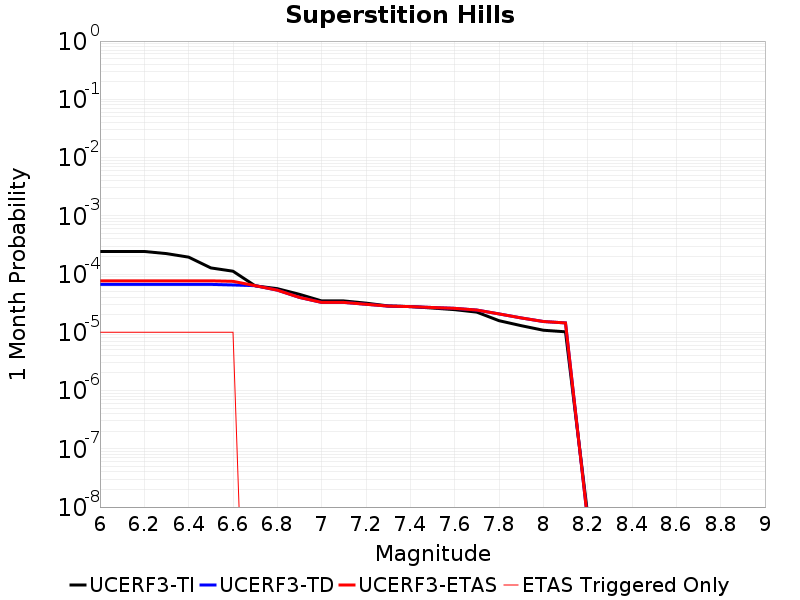 Superstition Hills
1 Month Probability
10^0
10^-1
10^-2
10^-3
10^-4
10^-5
10^-6
10^-7
10^-8
6 6.2 6.4 6.6 6.8 7 7.2 7.4 7.6 7.8 8 8.2 8.4 8.6 8.8 9
Magnitude
UCERF3-TI UCERF3-TD UCERF3-ETAS ETAS Triggered Only